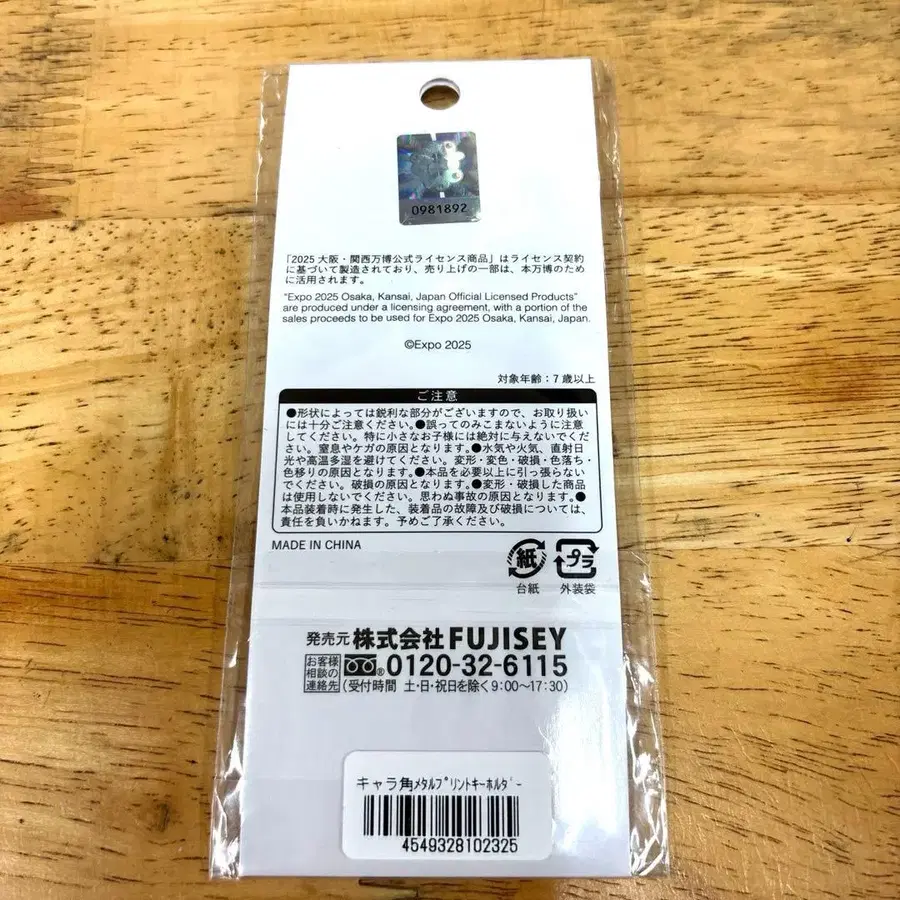 0981892
「2025 大阪・関西万博公式ライセンス商品」はライセンス契約
に基づいて製造されており、売り上げの一部は、本万博のため
に活用されます。
"Expo 2025 Osaka, Kansai, Japan Official Licensed Products"
are produced under a licensing agreement, with a portion of the
sales proceeds to be used for Expo 2025 Osaka, Kansai, Japan.
©Expo 2025
対象年齢：7歳以上
ご注意
●形状によっては鋭利な部分がございますので、お取り扱い
には十分ご注意ください。●誤ってのみこまないように注意
してください。特に小さなお子様には絶対に与えないでくだ
さい。窒息やケガの原因となります。●水気や火気、直射日
光や高温多湿を避けてください。変形・変色・破損・色落ち・
色移りの原因となります。●本品を必要以上に引っ張らない
でください。破損の原因となります。●変形・破損した商品
は使用しないでください。思わぬ事故の原因となります。●
本品装着時に発生した、装着品の故障及び破損については、
責任を負いかねます。予めご了承ください。
MADE IN CHINA
紙 プラ
台紙 外装袋
発売元 株式会社FUJISEY
お客様
相談の
連絡先
®0120-32-6115
(受付時間 土・日・祝日を除く9:00〜17:30)
キャラ角ﾒﾀﾙﾌﾟﾘﾝﾄｷｰﾎﾙﾀﾞｰ
4549328102325